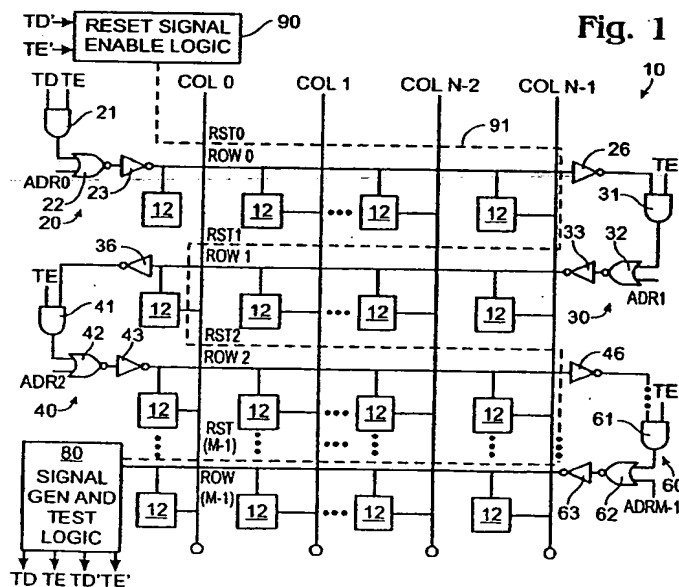 Fig. 1
TD'
TE'
RESET SIGNAL
ENABLE LOGIC
90
TD TE
21
COL 0
COL 1
COL N-2
COL N-1
10
RST0
91
ROW 0
26
TE
ADR0
22
23
20
12
12
12
12
31
RST1
36
ROW 1
33
32
TE
41
12
12
12
12
30
ADR1
42
43
RST2
ROW 2
46
ADR2
40
12
12
12
12
TE
61
RST
(M-1)
80
SIGNAL
GEN AND
TEST
LOGIC
ROW
(M-1)
12
12
12
12
63
62
60
ADRM-1
TD TE TD' TE'